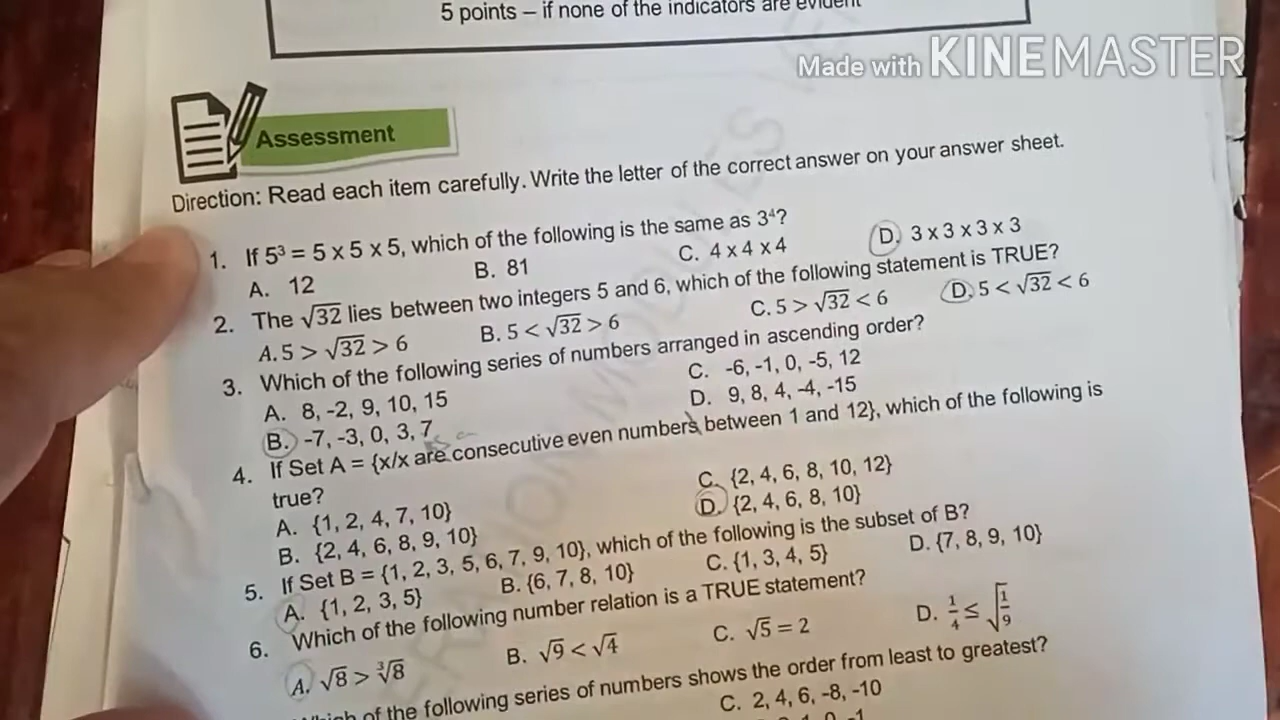 5 points – if none of the indicators are evident
Made with KINEMASTER
Assessment
Direction: Read each item carefully. Write the letter of the correct answer on your answer sheet.
1. If 5³ = 5 x 5 x 5, which of the following is the same as 3⁴?
A. 12 B. 81 C. 4 x 4 x 4 D. 3 x 3 x 3 x 3
2. The √32 lies between two integers 5 and 6, which of the following statement is TRUE?
A. 5 > √32 > 6 B. 5 < √32 > 6 C. 5 > √32 < 6 D. 5 < √32 < 6
3. Which of the following series of numbers arranged in ascending order?
A. 8, -2, 9, 10, 15 C. -6, -1, 0, -5, 12
B. -7, -3, 0, 3, 7 D. 9, 8, 4, -4, -15
4. If Set A = {x/x are consecutive even numbers between 1 and 12}, which of the following is
true?
A. {1, 2, 4, 7, 10} C. {2, 4, 6, 8, 10, 12}
B. {2, 4, 6, 8, 9, 10} D. {2, 4, 6, 8, 10}
5. If Set B = {1, 2, 3, 5, 6, 7, 9, 10}, which of the following is the subset of B?
A. {1, 2, 3, 5} B. {6, 7, 8, 10} C. {1, 3, 4, 5} D. {7, 8, 9, 10}
6. Which of the following number relation is a TRUE statement?
A. √8 > ∛8 B. √9 < √4 C. √5 = 2 D. 1/4 ≤ √1/9
of the following series of numbers shows the order from least to greatest?
C. 2, 4, 6, -8, -10